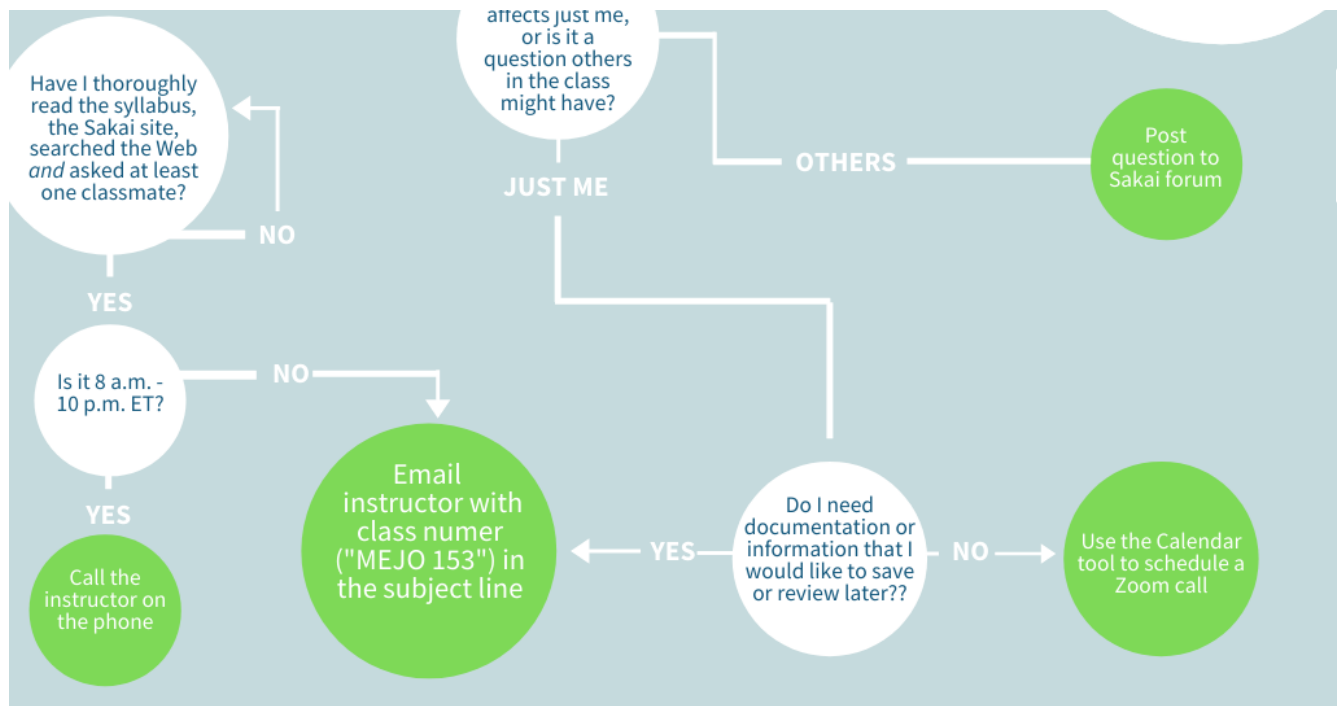 Have I thoroughly
read the syllabus,
the Sakai site,
searched the Web
and asked at least
one classmate?
NO
YES
Is it 8 a.m. -
10 p.m. ET?
NO
YES
Call the
instructor on
the phone
Email
instructor with
class numer
("MEJO 153") in
the subject line
affects just me,
or is it a
question others
in the class
might have?
OTHERS
Post
question to
Sakai forum
JUST ME
Do I need
documentation or
information that I
would like to save
or review later??
YES
NO
Use the Calendar
tool to schedule a
Zoom call